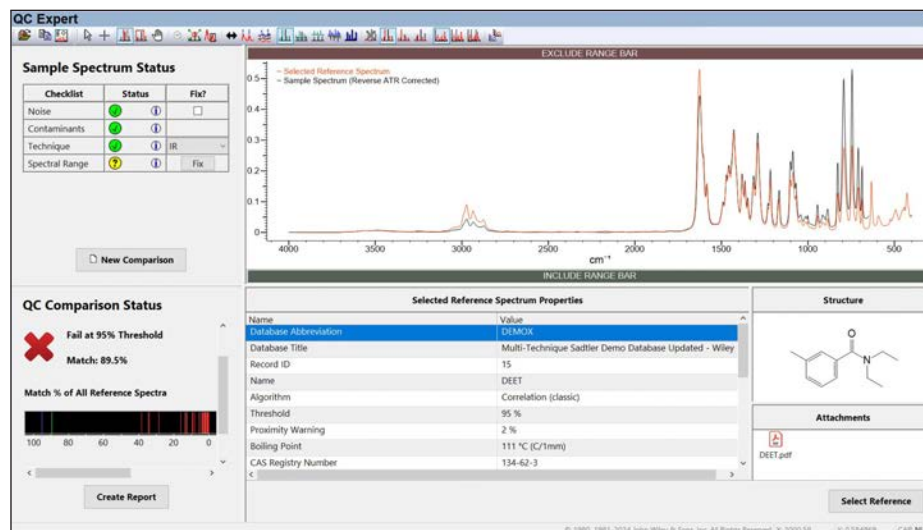 QC Expert
Sample Spectrum Status
Checklist Status Fix?
Noise
Contaminants
Technique IR
Spectral Range ? Fix
New Comparison
EXCLUDE RANGE BAR
Selected Reference Spectrum
Sample Spectrum (Reverse ATR Corrected)
0.5
0.4
0.3
0.2
0.1
0
4000 3500 3000 2500 2000 1500 1000 500
cm⁻¹
INCLUDE RANGE BAR
QC Comparison Status
Fail at 95% Threshold
Match: 89.5%
Match % of All Reference Spectra
100 80 60 40 20 0
Create Report
Selected Reference Spectrum Properties
Name Value
Database Abbreviation DEMOX
Database Title Multi-Technique Sadtler Demo Database Updated - Wiley
Record ID 15
Name DEET
Algorithm Correlation (classic)
Threshold 95 %
Proximity Warning 2 %
Boiling Point 111 °C (C/1mm)
CAS Registry Number 134-62-3
Structure
O
N
Attachments
DEET.pdf
Select Reference